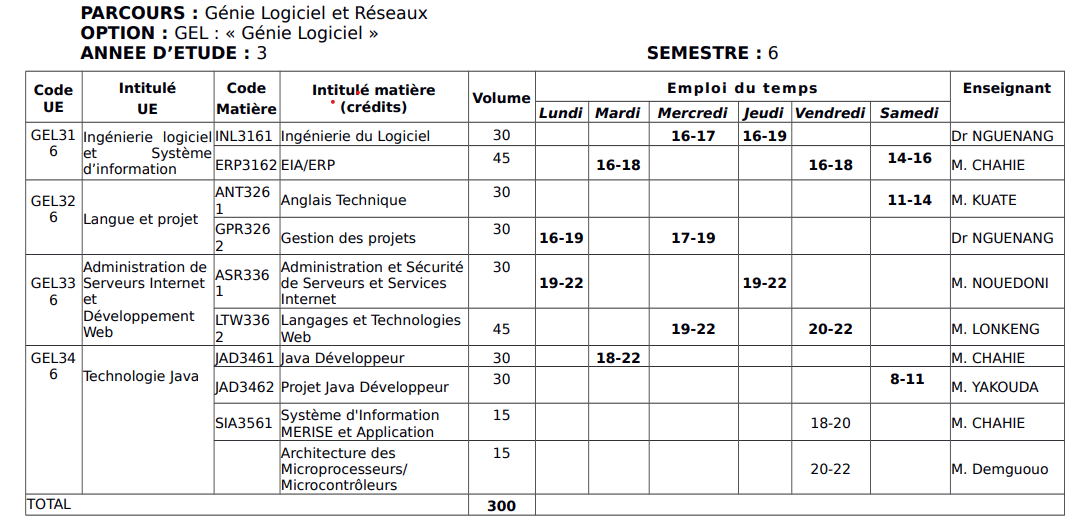 PARCOURS : Génie Logiciel et Réseaux
OPTION : GEL : « Génie Logiciel »
ANNEE D’ETUDE : 3 SEMESTRE : 6
Code UE Intitulé UE Code Matière Intitulé matière (crédits) Volume Emploi du temps Enseignant
Lundi Mardi Mercredi Jeudi Vendredi Samedi
GEL316 Ingénierie logiciel et Système d’information INL3161 Ingénierie du Logiciel 30 16-17 16-19 Dr NGUENANG
ERP3162 EIA/ERP 45 16-18 16-18 14-16 M. CHAHIE
GEL326 Langue et projet ANT3261 Anglais Technique 30 11-14 M. KUATE
GPR3262 Gestion des projets 30 16-19 17-19 Dr NGUENANG
GEL336 Administration de Serveurs Internet et Développement Web ASR3361 Administration et Sécurité de Serveurs et Services Internet 30 19-22 19-22 M. NOUEDONI
LTW3362 Langages et Technologies Web 45 19-22 20-22 M. LONKENG
GEL346 Technologie Java JAD3461 Java Développeur 30 18-22 M. CHAHIE
JAD3462 Projet Java Développeur 30 8-11 M. YAKOUDA
SIA3561 Système d'Information MERISE et Application 15 18-20 M. CHAHIE
Architecture des Microprocesseurs/ Microcontrôleurs 15 20-22 M. Demguouo
TOTAL 300